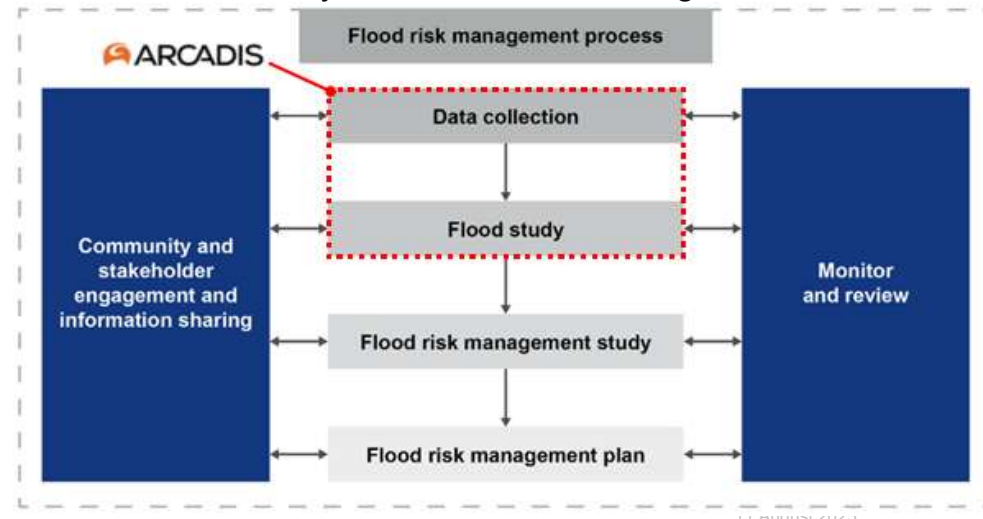 Flood risk management process
ARCADIS
Data collection
Flood study
Community and
stakeholder
engagement and
information sharing
Monitor
and review
Flood risk management study
Flood risk management plan